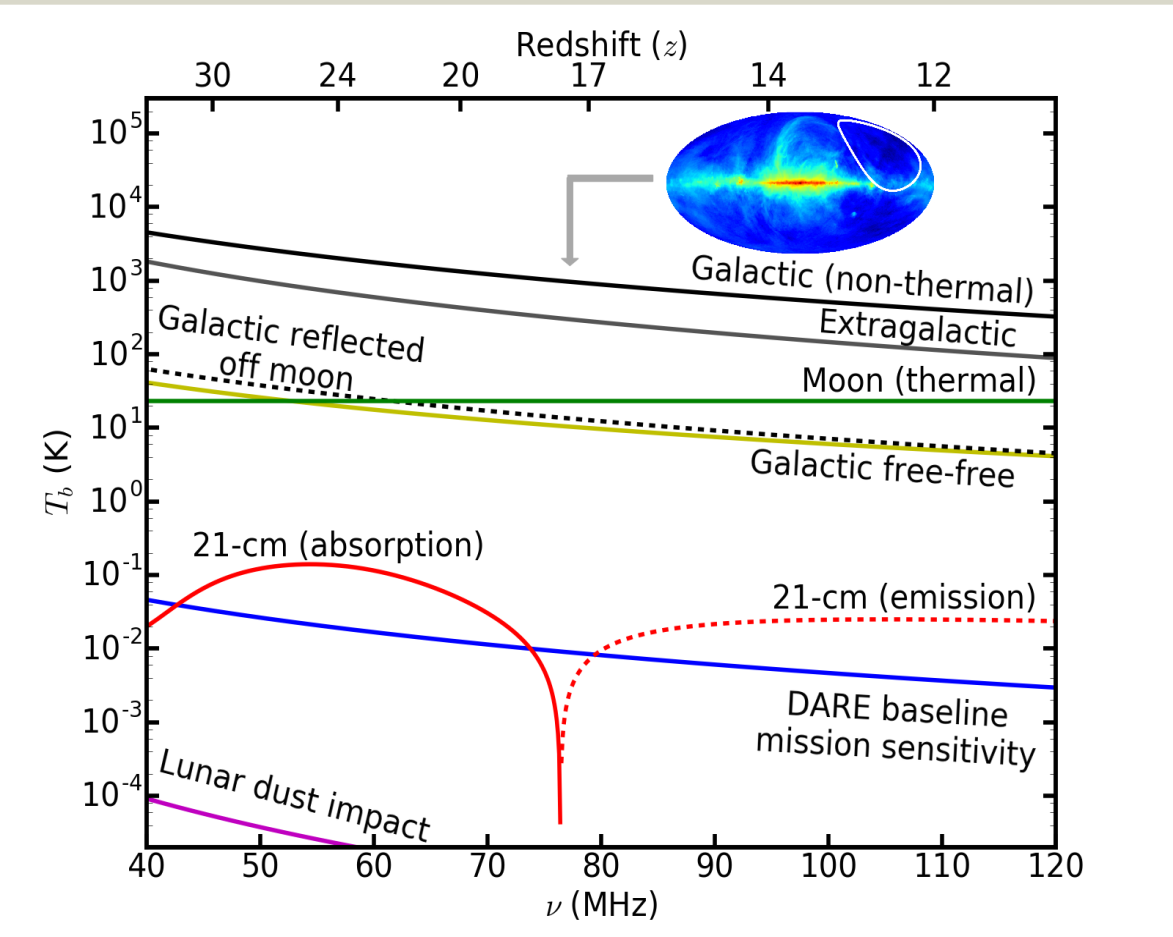 Redshift (z)
30 24 20 17 14 12
10^5
10^4
10^3
10^2
10^1
10^0
10^-1
10^-2
10^-3
10^-4
T_b (K)
Galactic (non-thermal)
Extragalactic
Galactic reflected
off moon
Moon (thermal)
Galactic free-free
21-cm (absorption)
21-cm (emission)
DARE baseline
mission sensitivity
Lunar dust impact
40 50 60 70 80 90 100 110 120
ν (MHz)